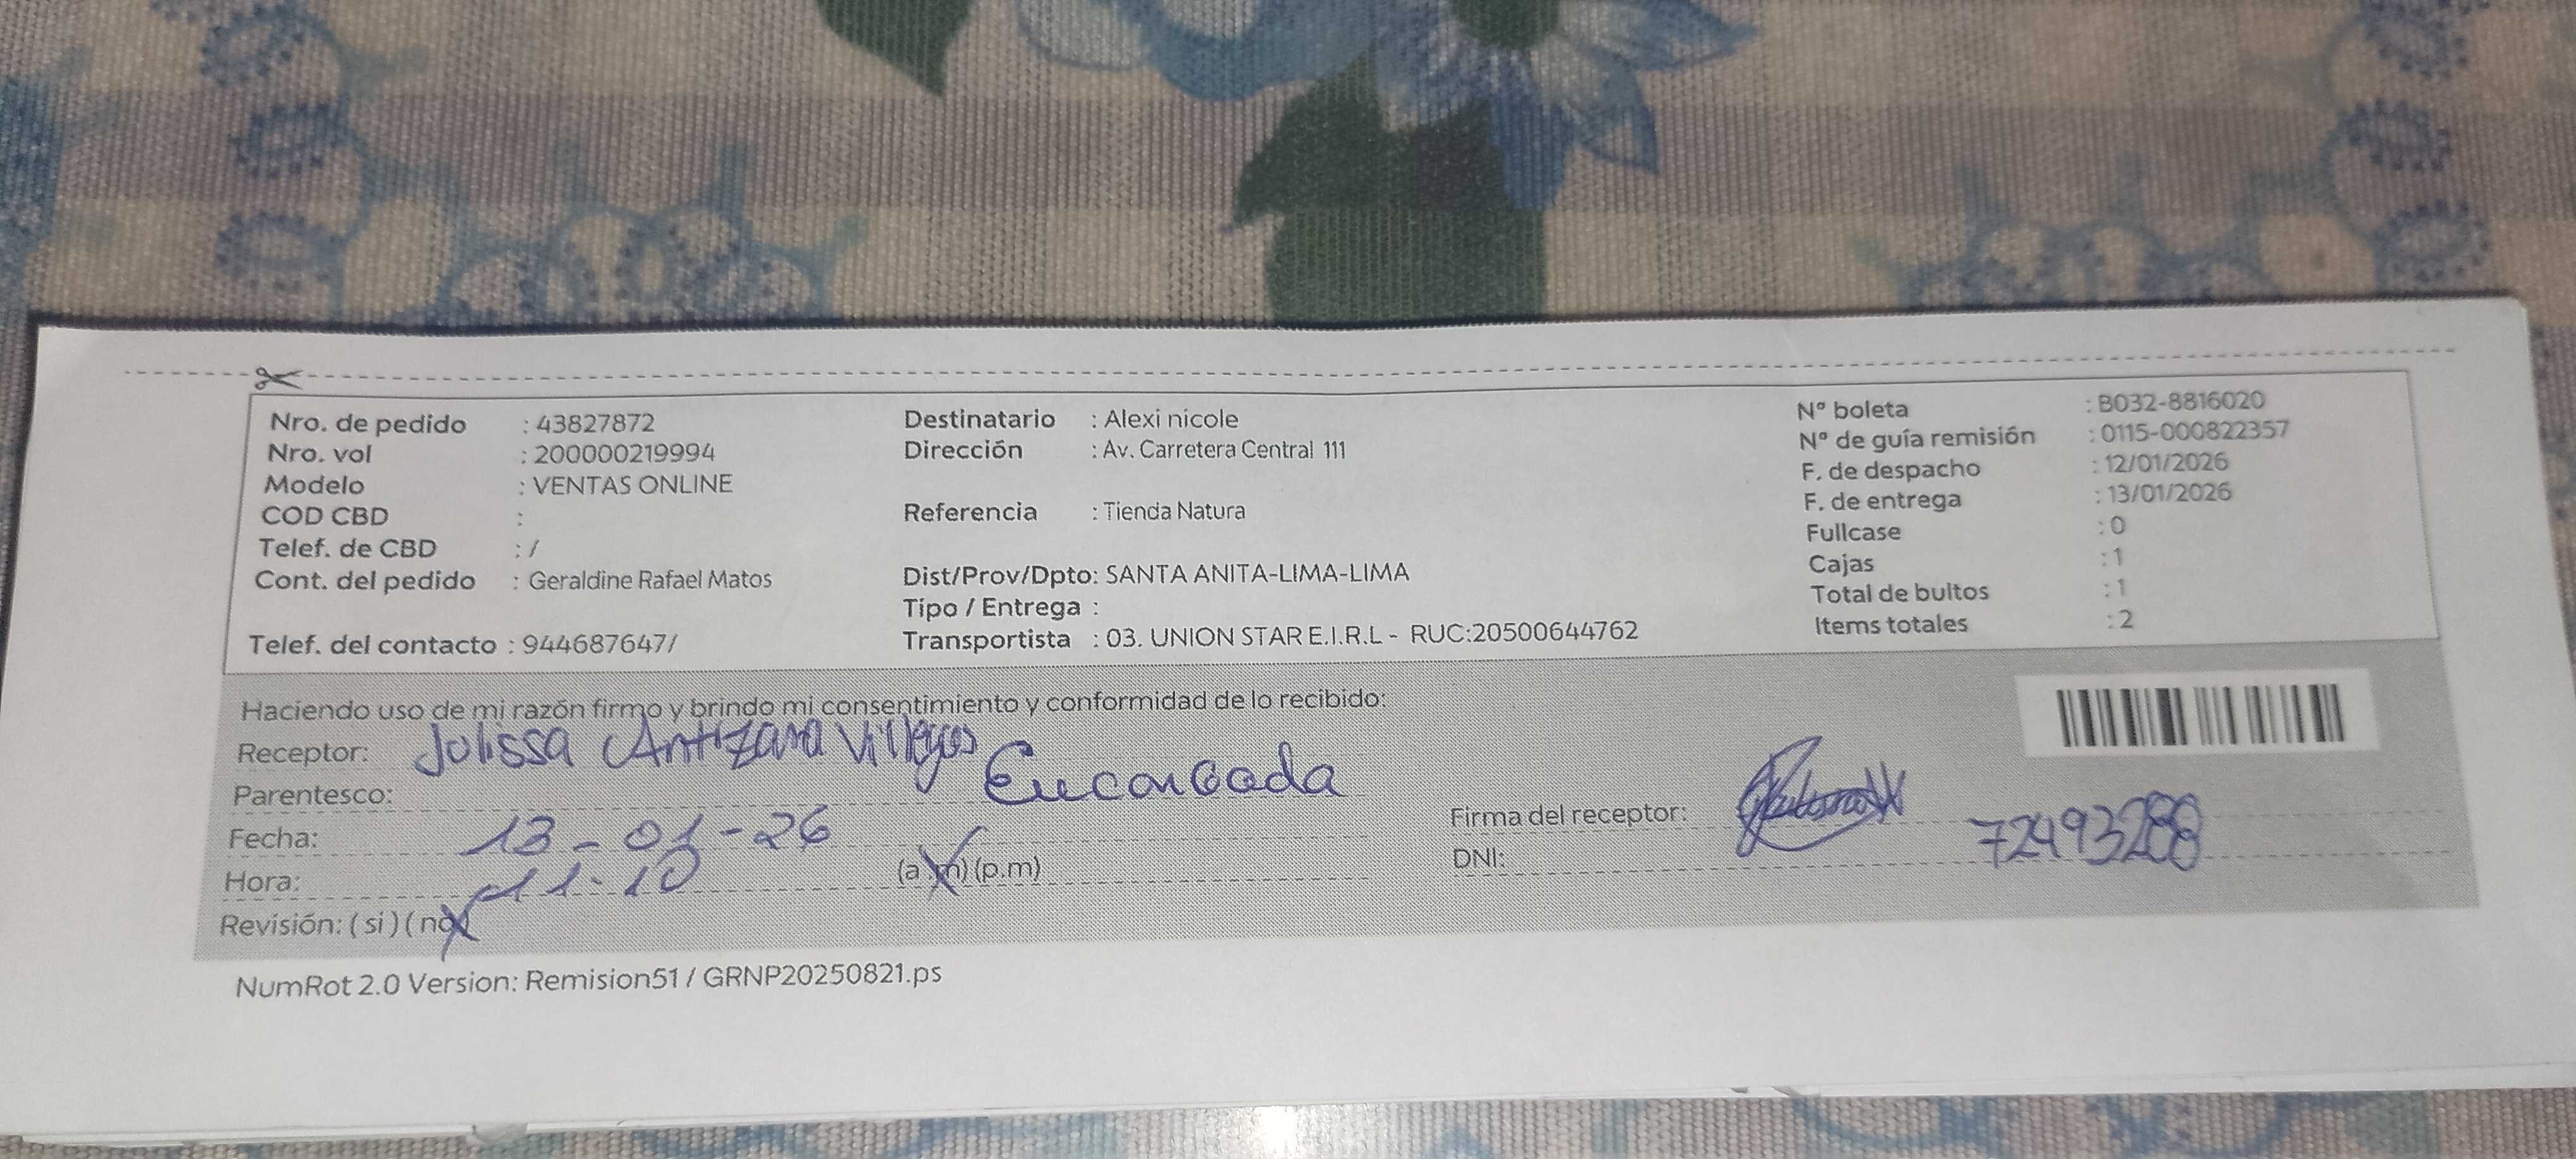 Nro. de pedido : 43827872
Nro. vol : 200000219994
Modelo : VENTAS ONLINE
COD CBD :
Telef. de CBD : /
Cont. del pedido : Geraldine Rafael Matos
Telef. del contacto : 944687647/
Destinatario : Alexi nicole
Dirección : Av. Carretera Central 111
Referencia : Tienda Natura
Dist/Prov/Dpto: SANTA ANITA-LIMA-LIMA
Tipo / Entrega :
Transportista : 03. UNION STAR E.I.R.L - RUC:20500644762
Nº boleta : B032-8816020
Nº de guía remisión : 0115-000822357
F. de despacho : 12/01/2026
F. de entrega : 13/01/2026
Fullcase : 0
Cajas : 1
Total de bultos : 1
Items totales : 2
Haciendo uso de mi razón firmo y brindo mi consentimiento y conformidad de lo recibido:
Receptor: Julissa Antizana Villegas
Parentesco: Encargada
Fecha: 13-01-26
Hora: 11:10 (a.m) (p.m)
Revisión: ( si ) ( no )
Firma del receptor:
DNI: 72493288
NumRot 2.0 Version: Remision51 / GRNP20250821.ps